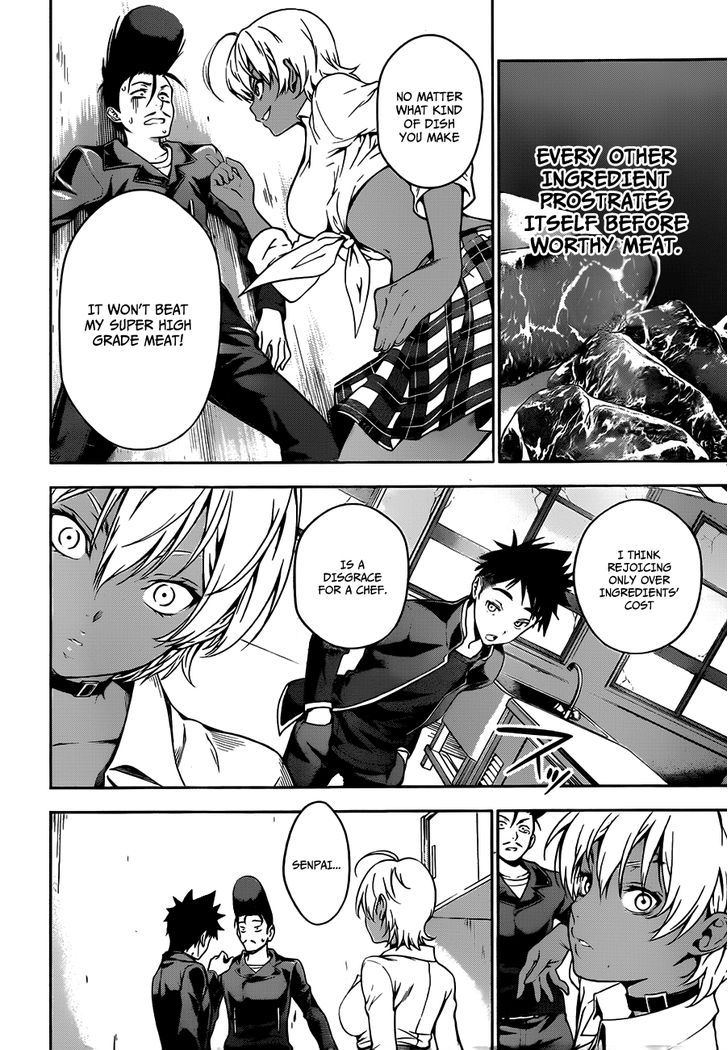 EVERY OTHER
INGREDIENT
PROSTRATES
ITSELF BEFORE
WORTHY MEAT.
NO MATTER
WHAT KIND
OF DISH
YOU MAKE
IT WON'T BEAT
MY SUPER HIGH
GRADE MEAT!
I THINK
REJOICING
ONLY OVER
INGREDIENTS'
COST
IS A
DISGRACE
FOR A CHEF.
SENPAI...